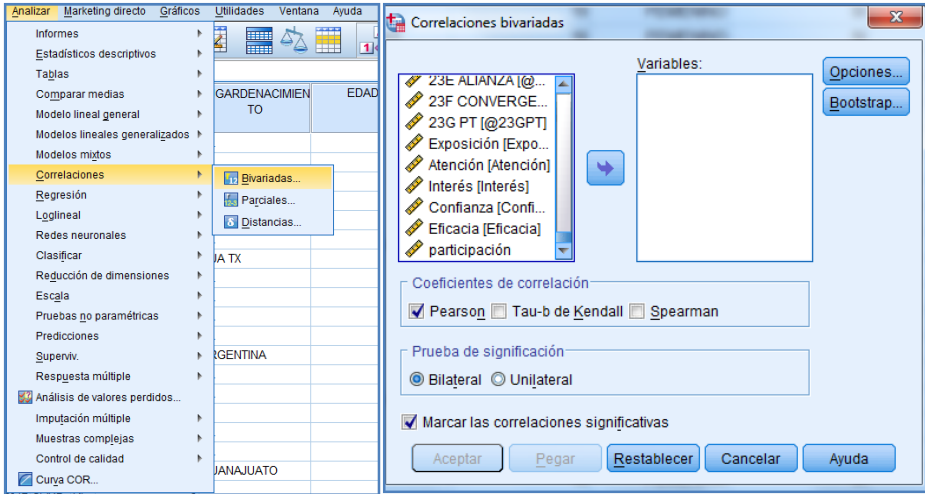 Analizar Marketing directo Gráficos Utilidades Ventana Ayuda
Informes
Estadísticos descriptivos
Tablas
Comparar medias
Modelo lineal general
Modelos lineales generalizados
Modelos mixtos
Correlaciones
Regresión
Loglineal
Redes neuronales
Clasificar
Reducción de dimensiones
Escala
Pruebas no paramétricas
Predicciones
Superviv.
Respuesta múltiple
Análisis de valores perdidos...
Imputación múltiple
Muestras complejas
Control de calidad
Curva COR...
Bivariadas...
Parciales...
Distancias...
GARDENACIMIEN
TO
EDAD
UA TX
RGENTINA
UANAJUATO
Correlaciones bivariadas
23E ALIANZA [@...
23F CONVERGE...
23G PT [@23GPT]
Exposición [Expo...
Atención [Atención]
Interés [Interés]
Confianza [Confi...
Eficacia [Eficacia]
participación
Variables:
Opciones...
Bootstrap...
Coeficientes de correlación
Pearson Tau-b de Kendall Spearman
Prueba de significación
Bilateral Unilateral
Marcar las correlaciones significativas
Aceptar Pegar Restablecer Cancelar Ayuda